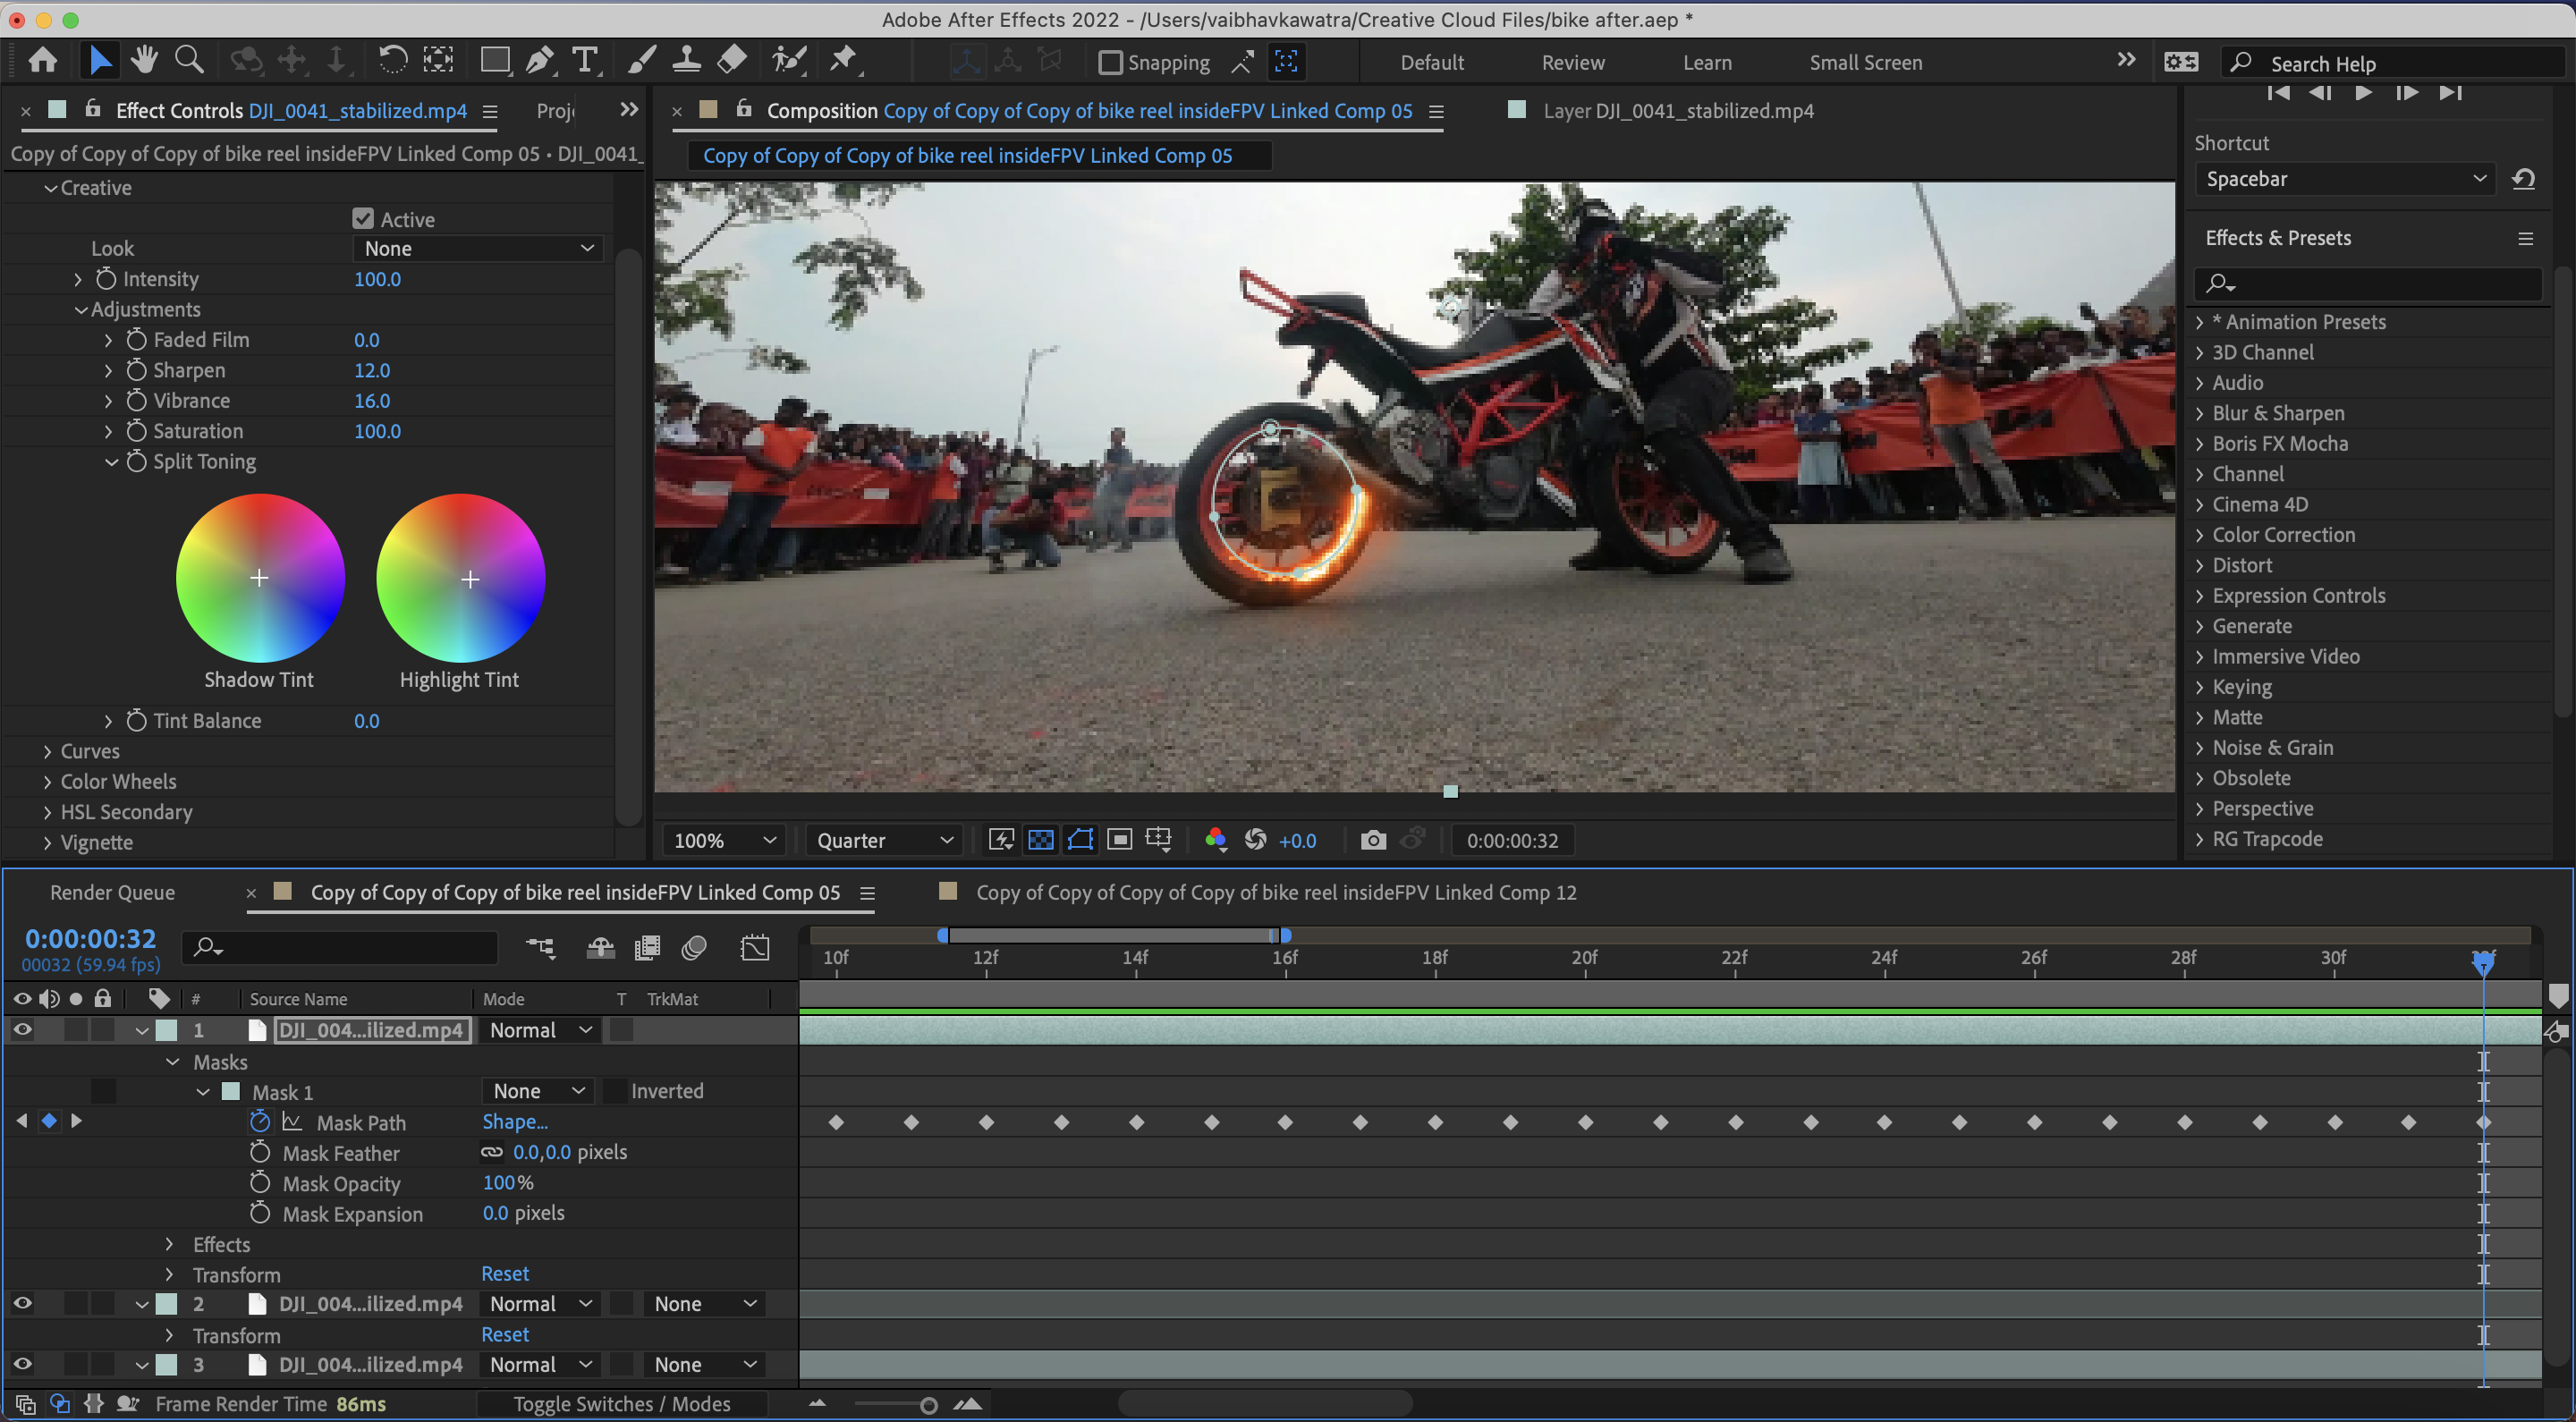 Adobe After Effects 2022 - /Users/vaibhavkawatra/Creative Cloud Files/bike after.aep *
Snapping
Default
Review
Learn
Small Screen
Search Help
Effect Controls DJI_0041_stabilized.mp4
Proj
Copy of Copy of Copy of bike reel insideFPV Linked Comp 05 • DJI_0041_
Creative
Active
Look
None
Intensity
100.0
Adjustments
Faded Film
0.0
Sharpen
12.0
Vibrance
16.0
Saturation
100.0
Split Toning
Shadow Tint
Highlight Tint
Tint Balance
0.0
Curves
Color Wheels
HSL Secondary
Vignette
Composition Copy of Copy of Copy of bike reel insideFPV Linked Comp 05
Layer DJI_0041_stabilized.mp4
Copy of Copy of Copy of bike reel insideFPV Linked Comp 05
100%
Quarter
+0.0
0:00:00:32
Shortcut
Spacebar
Effects & Presets
* Animation Presets
3D Channel
Audio
Blur & Sharpen
Boris FX Mocha
Channel
Cinema 4D
Color Correction
Distort
Expression Controls
Generate
Immersive Video
Keying
Matte
Noise & Grain
Obsolete
Perspective
RG Trapcode
Render Queue
Copy of Copy of Copy of bike reel insideFPV Linked Comp 05
Copy of Copy of Copy of Copy of bike reel insideFPV Linked Comp 12
0:00:00:32
00032 (59.94 fps)
10f 12f 14f 16f 18f 20f 22f 24f 26f 28f 30f
# Source Name Mode T TrkMat
1 DJI_004...ilized.mp4 Normal
Masks
Mask 1 None Inverted
Mask Path Shape...
Mask Feather 0.0,0.0 pixels
Mask Opacity 100%
Mask Expansion 0.0 pixels
Effects
Transform Reset
2 DJI_004...ilized.mp4 Normal None
Transform Reset
3 DJI_004...ilized.mp4 Normal None
Frame Render Time 86ms
Toggle Switches / Modes